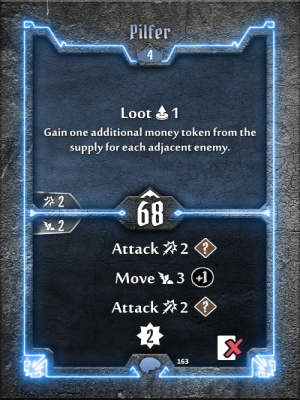 Pilfer
4
Loot 1
Gain one additional money token from the
supply for each adjacent enemy.
2
68
2
Attack 2 ?
Move 3 +1
Attack 2 ?
2
163